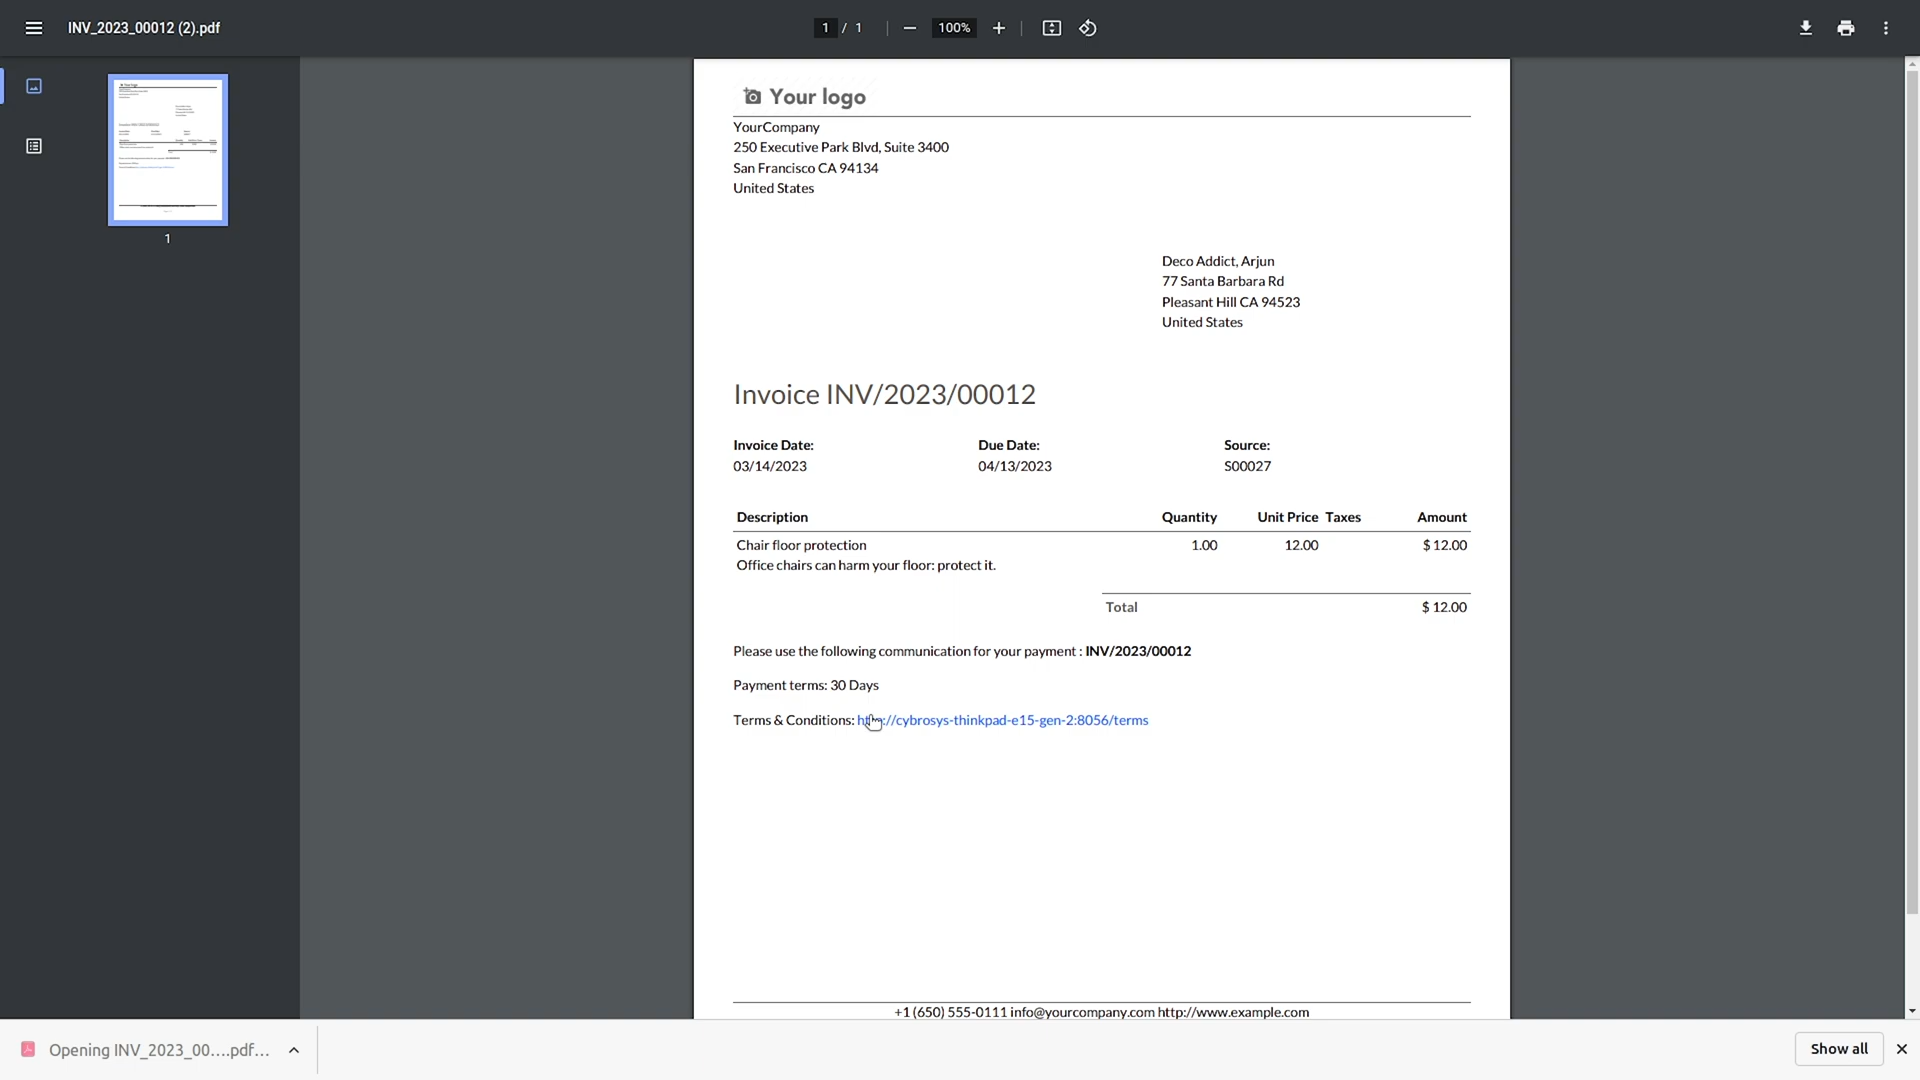 INV_2023_00012 (2).pdf
1 / 1
100%
1
Your logo
YourCompany
250 Executive Park Blvd, Suite 3400
San Francisco CA 94134
United States
Deco Addict, Arjun
77 Santa Barbara Rd
Pleasant Hill CA 94523
United States
Invoice INV/2023/00012
Invoice Date: Due Date: Source:
03/14/2023 04/13/2023 S00027
Description Quantity Unit Price Taxes Amount
Chair floor protection 1.00 12.00 $ 12.00
Office chairs can harm your floor: protect it.
Total $ 12.00
Please use the following communication for your payment : INV/2023/00012
Payment terms: 30 Days
Terms & Conditions: http://cybrosys-thinkpad-e15-gen-2:8056/terms
+1 (650) 555-0111 info@yourcompany.com http://www.example.com
Opening INV_2023_00....pdf...
Show all